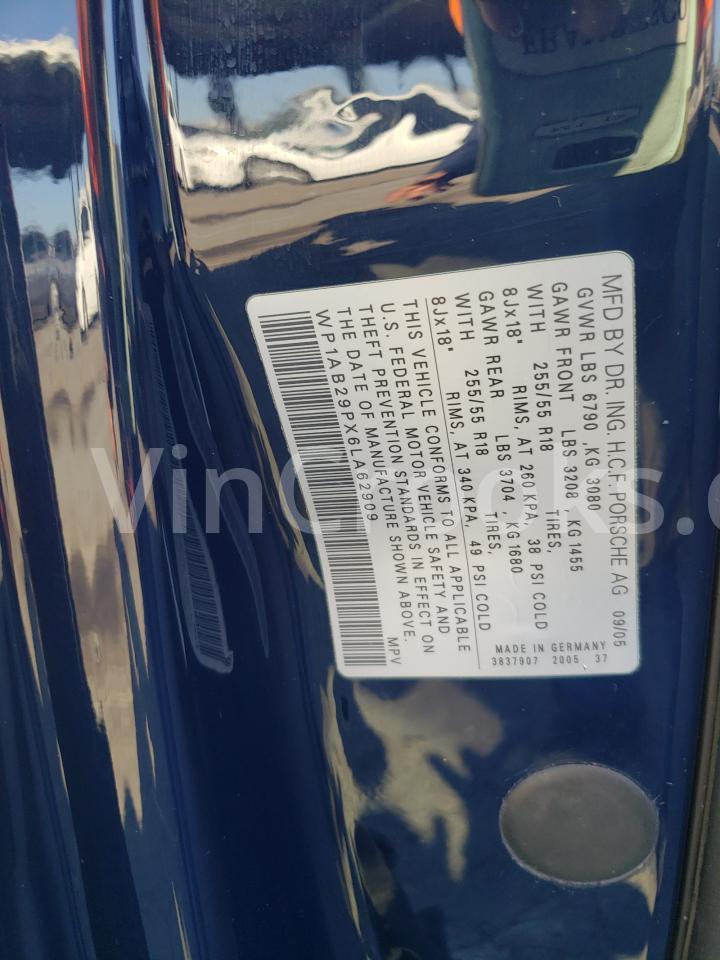 MFD BY DR. ING. H.C.F. PORSCHE AG 09/05
GVWR LBS 6790 ,KG 3080
GAWR FRONT LBS 3208 , KG 1455
WITH 255/55 R18 TIRES,
8Jx18" RIMS, AT 260 KPA, 38 PSI COLD
GAWR REAR LBS 3704, KG1680
WITH 255/55 R18 TIRES,
8Jx18" RIMS, AT 340 KPA, 49 PSI COLD
MADE IN GERMANY
3837907 2005 37
THIS VEHICLE CONFORMS TO ALL APPLICABLE
U.S. FEDERAL MOTOR VEHICLE SAFETY AND
THEFT PREVENTION STANDARDS IN EFFECT ON
THE DATE OF MANUFACTURE SHOWN ABOVE.
WP1AB29PX6LA62909 MPV